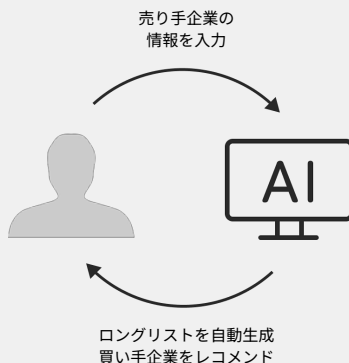 売り手企業の
情報を入力
AI
ロングリストを自動生成
買い手企業をレコメンド